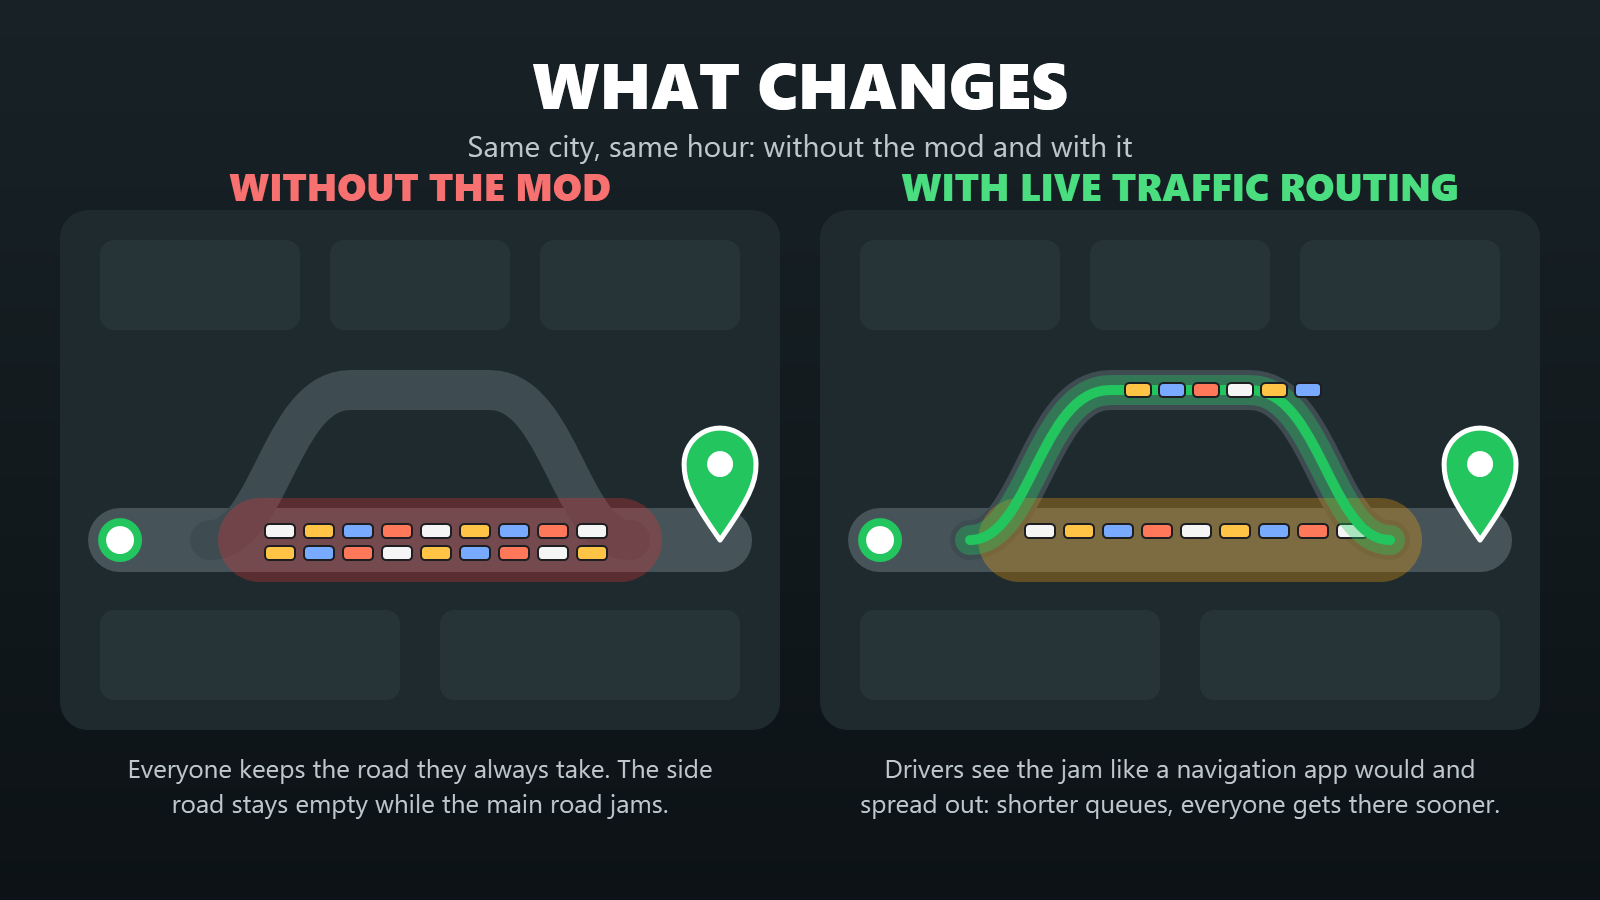 WHAT CHANGES
Same city, same hour: without the mod and with it
WITHOUT THE MOD
WITH LIVE TRAFFIC ROUTING
Everyone keeps the road they always take. The side
road stays empty while the main road jams.
Drivers see the jam like a navigation app would and
spread out: shorter queues, everyone gets there sooner.